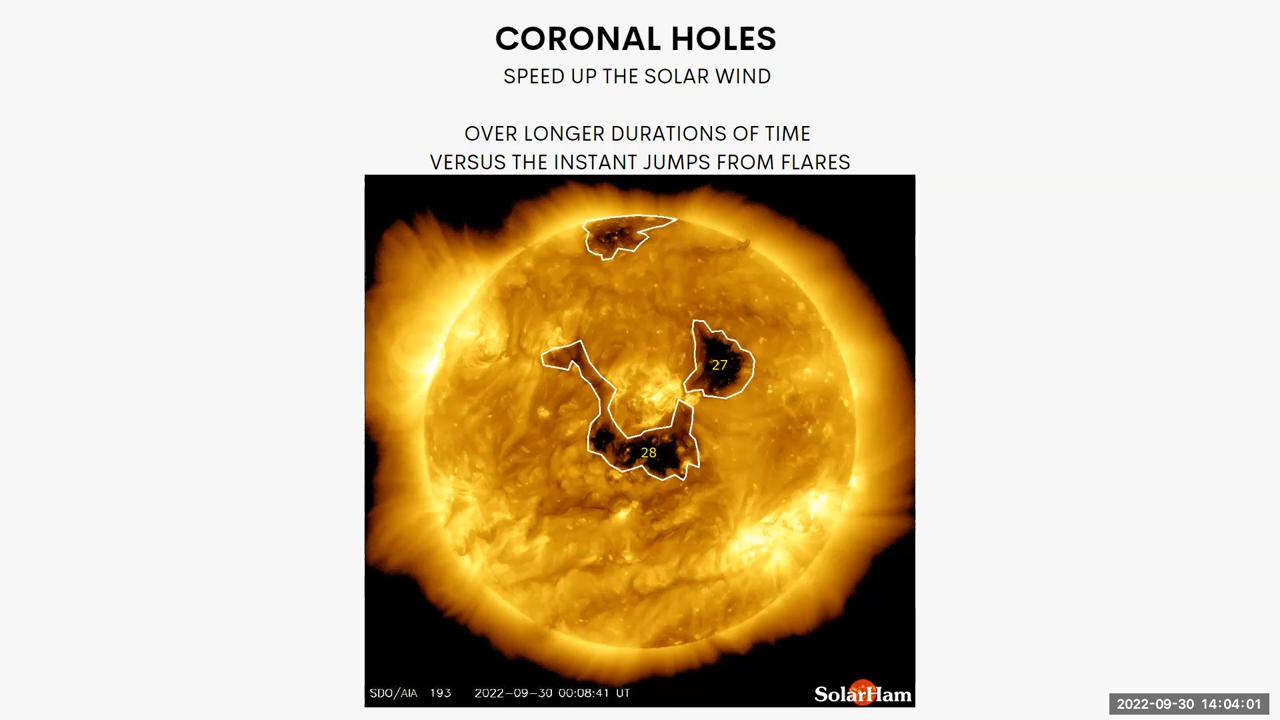 CORONAL HOLES
SPEED UP THE SOLAR WIND
OVER LONGER DURATIONS OF TIME
VERSUS THE INSTANT JUMPS FROM FLARES
27
28
SDO/AIA 193 2022-09-30 00:08:41 UT
SolarHam
2022-09-30 14:04:01